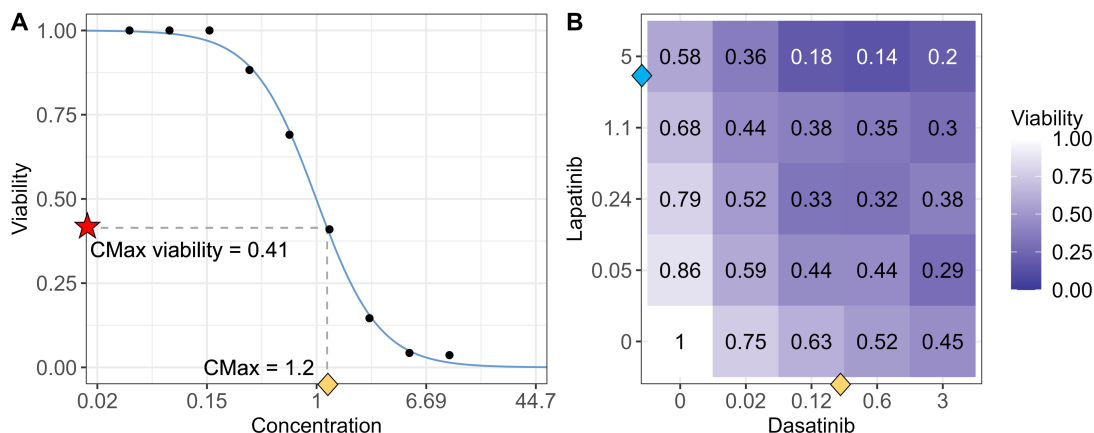 A
1.00
0.75
0.50
0.25
0.00
Viability
CMax viability = 0.41
CMax = 1.2
0.02 0.15 1 6.69 44.7
Concentration
B
5 0.58 0.36 0.18 0.14 0.2
1.1 0.68 0.44 0.38 0.35 0.3
0.24 0.79 0.52 0.33 0.32 0.38
0.05 0.86 0.59 0.44 0.44 0.29
0 1 0.75 0.63 0.52 0.45
Lapatinib
0 0.02 0.12 0.6 3
Dasatinib
Viability
1.00
0.75
0.50
0.25
0.00